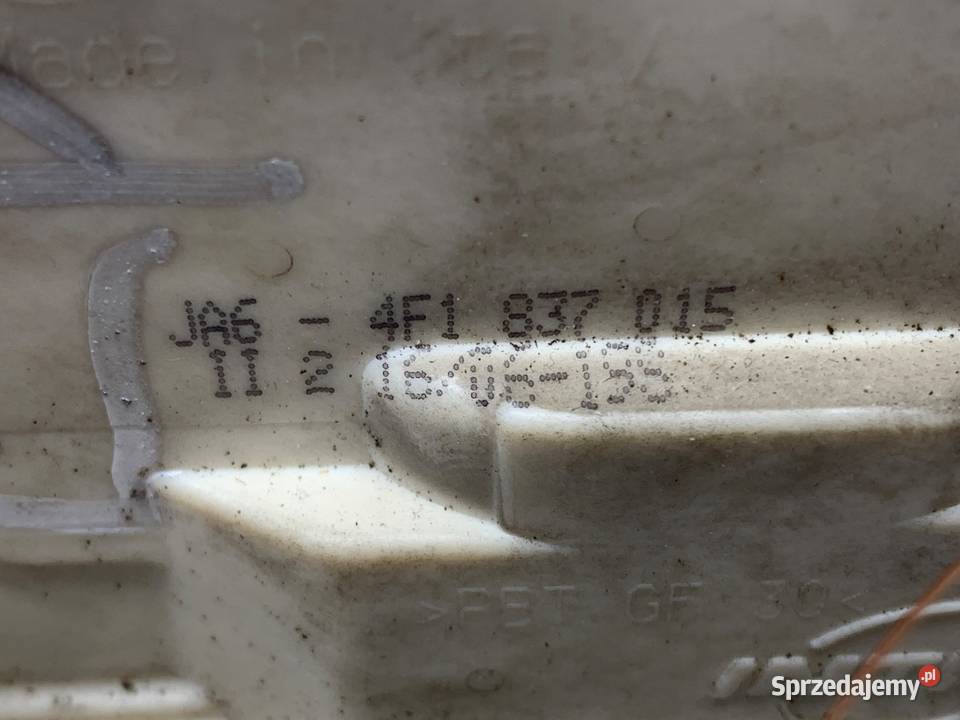 Made in Italy
JA6 - 4F1 837 015
11 2
>PBT GF 30<
Sprzedajemy.pl